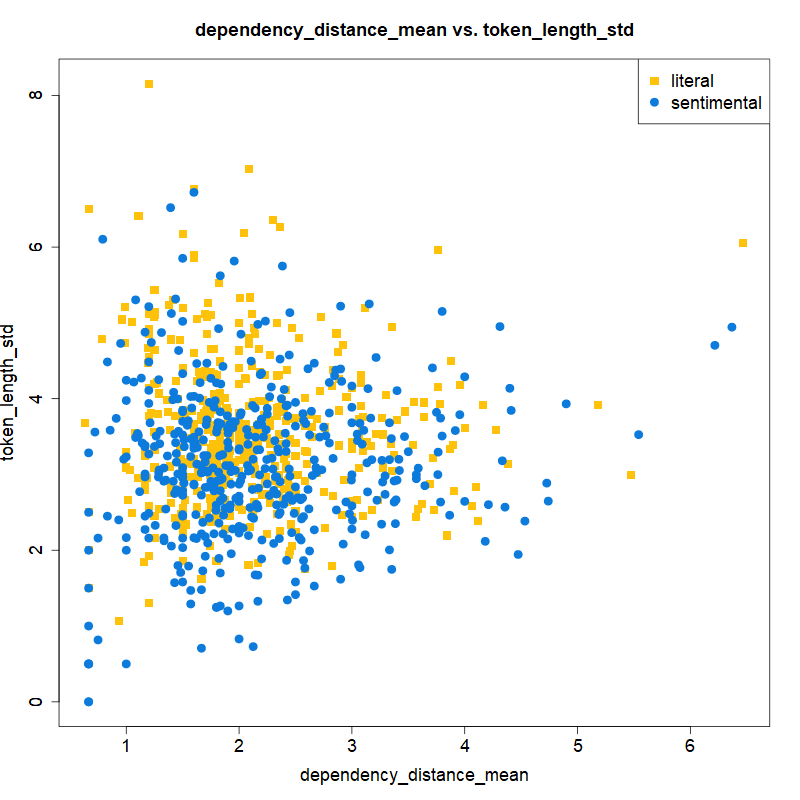 dependency_distance_mean vs. token_length_std
literal
sentimental
token_length_std
8
6
4
2
0
1 2 3 4 5 6
dependency_distance_mean